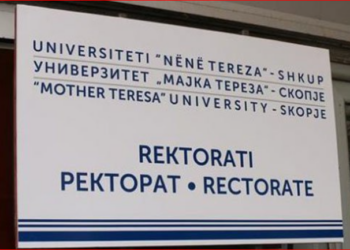 UNIVERSITETI "NËNË TEREZA" - SHKUP
УНИВЕРЗИТЕТ „МАЈКА ТЕРЕЗА" - СКОПЈЕ
"MOTHER TERESA" UNIVERSITY - SKOPJE
REKTORATI
РЕКТОРАТ • RECTORATE